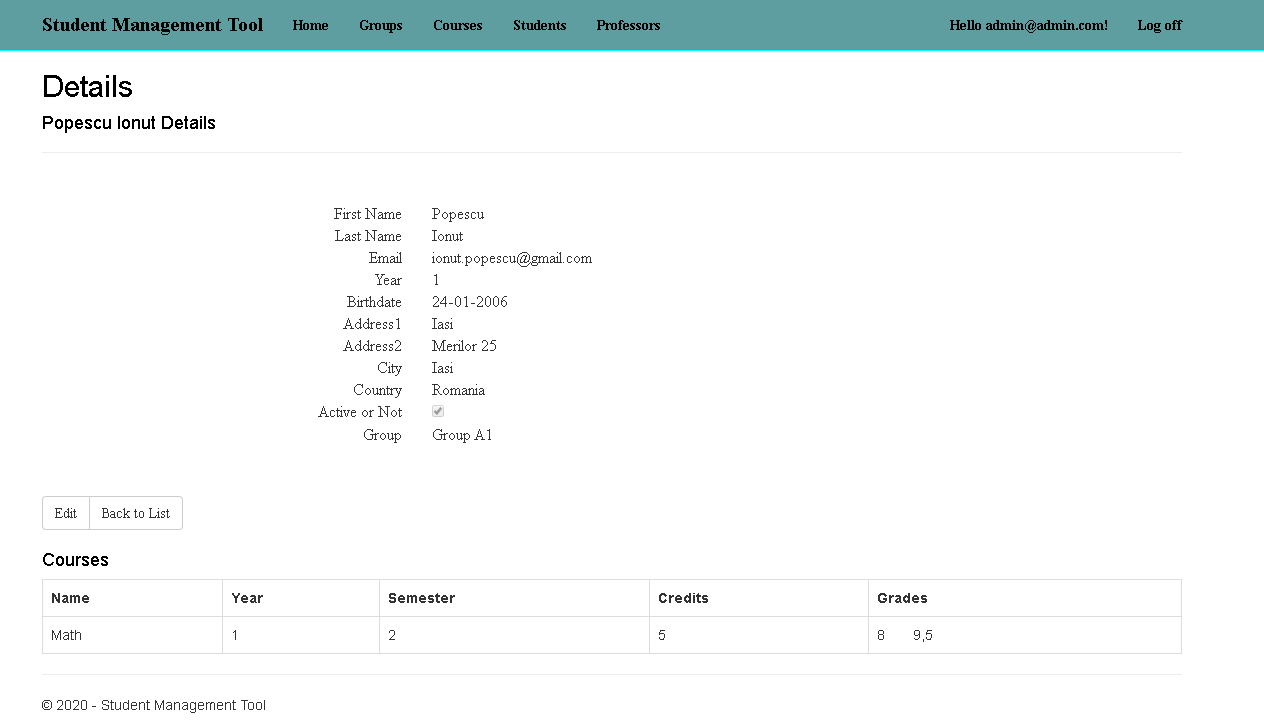 Student Management Tool Home Groups Courses Students Professors Hello admin@admin.com! Log off
Details
Popescu Ionut Details
First Name Popescu
Last Name Ionut
Email ionut.popescu@gmail.com
Year 1
Birthdate 24-01-2006
Address1 Iasi
Address2 Merilor 25
City Iasi
Country Romania
Active or Not
Group Group A1
Edit Back to List
Courses
Name Year Semester Credits Grades
Math 1 2 5 8 9,5
© 2020 - Student Management Tool